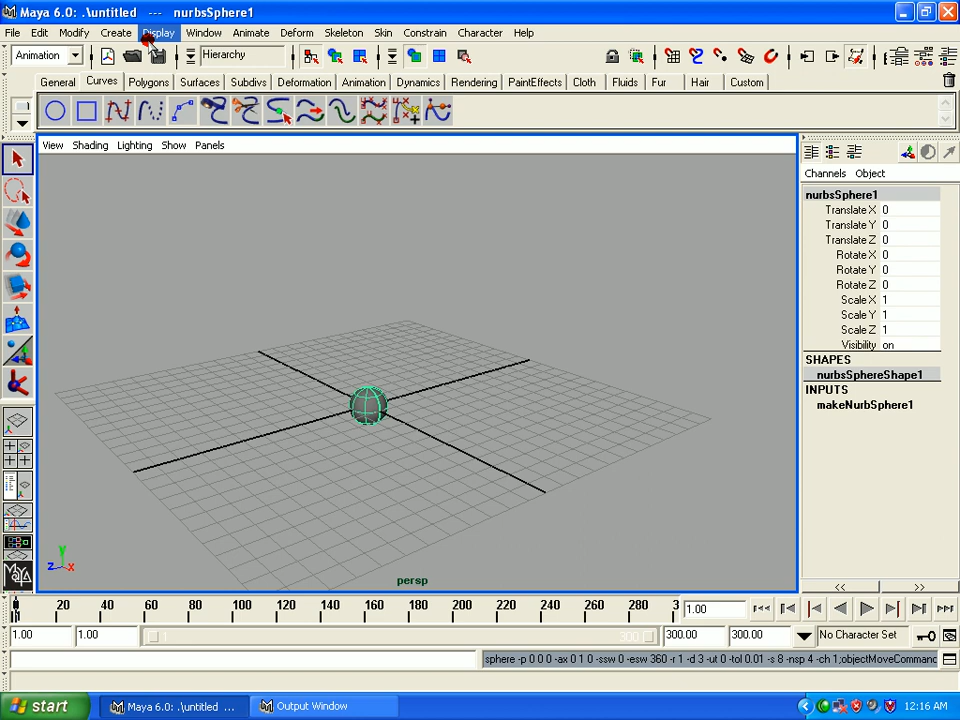 Maya 6.0: .\untitled --- nurbsSphere1
File Edit Modify Create Display Window Animate Deform Skeleton Skin Constrain Character Help
Animation Hierarchy
General Curves Polygons Surfaces Subdivs Deformation Animation Dynamics Rendering PaintEffects Cloth Fluids Fur Hair Custom
View Shading Lighting Show Panels
Channels Object
nurbsSphere1
Translate X 0
Translate Y 0
Translate Z 0
Rotate X 0
Rotate Y 0
Rotate Z 0
Scale X 1
Scale Y 1
Scale Z 1
Visibility on
SHAPES
nurbsSphereShape1
INPUTS
makeNurbSphere1
y
z x
persp
MAYA
<< >>
20 40 60 80 100 120 140 160 180 200 220 240 260 280 3 1.00
1.00 1.00 1 300 300.00 300.00 No Character Set
sphere -p 0 0 0 -ax 0 1 0 -ssw 0 -esw 360 -r 1 -d 3 -ut 0 -tol 0.01 -s 8 -nsp 4 -ch 1;objectMoveCommand
start Maya 6.0: .\untitled ... Output Window 12:16 AM